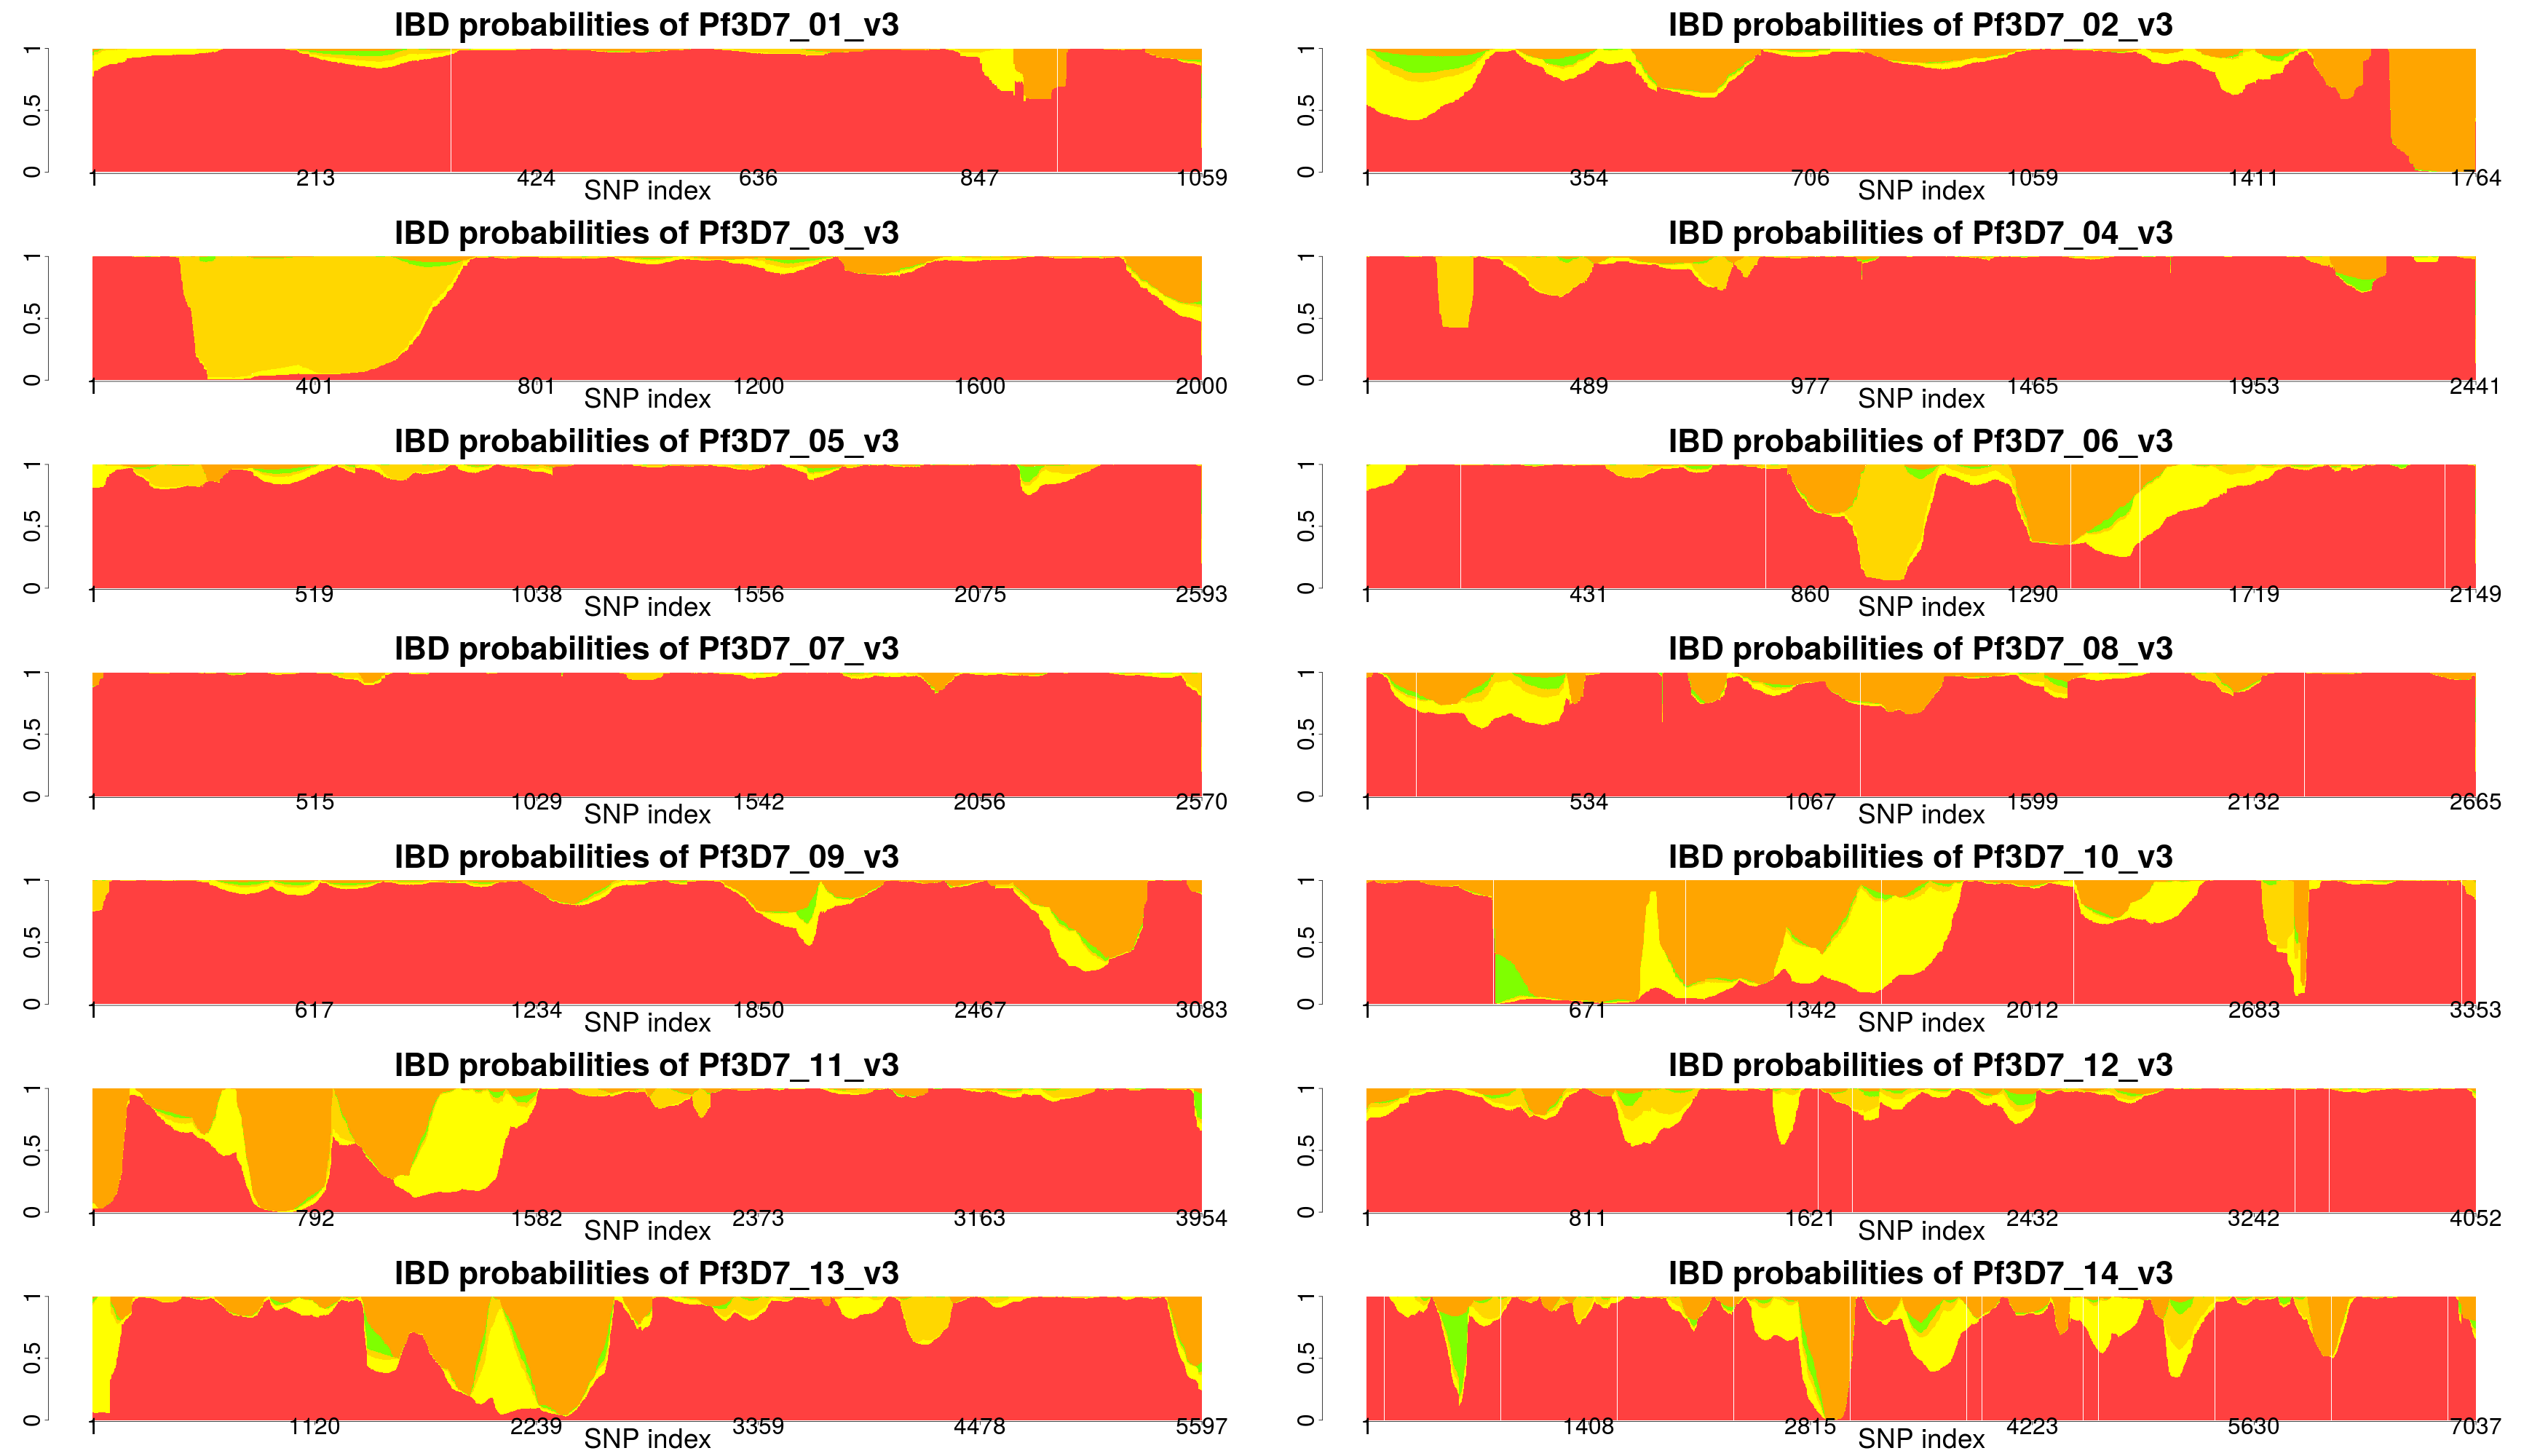 IBD probabilities of Pf3D7_01_v3
0 0.5 1
1 213 424 636 847 1059
SNP index
IBD probabilities of Pf3D7_02_v3
0 0.5 1
1 354 706 1059 1411 1764
SNP index
IBD probabilities of Pf3D7_03_v3
0 0.5 1
1 401 801 1200 1600 2000
SNP index
IBD probabilities of Pf3D7_04_v3
0 0.5 1
1 489 977 1465 1953 2441
SNP index
IBD probabilities of Pf3D7_05_v3
0 0.5 1
1 519 1038 1556 2075 2593
SNP index
IBD probabilities of Pf3D7_06_v3
0 0.5 1
1 431 860 1290 1719 2149
SNP index
IBD probabilities of Pf3D7_07_v3
0 0.5 1
1 515 1029 1542 2056 2570
SNP index
IBD probabilities of Pf3D7_08_v3
0 0.5 1
1 534 1067 1599 2132 2665
SNP index
IBD probabilities of Pf3D7_09_v3
0 0.5 1
1 617 1234 1850 2467 3083
SNP index
IBD probabilities of Pf3D7_10_v3
0 0.5 1
1 671 1342 2012 2683 3353
SNP index
IBD probabilities of Pf3D7_11_v3
0 0.5 1
1 792 1582 2373 3163 3954
SNP index
IBD probabilities of Pf3D7_12_v3
0 0.5 1
1 811 1621 2432 3242 4052
SNP index
IBD probabilities of Pf3D7_13_v3
0 0.5 1
1 1120 2239 3359 4478 5597
SNP index
IBD probabilities of Pf3D7_14_v3
0 0.5 1
1 1408 2815 4223 5630 7037
SNP index